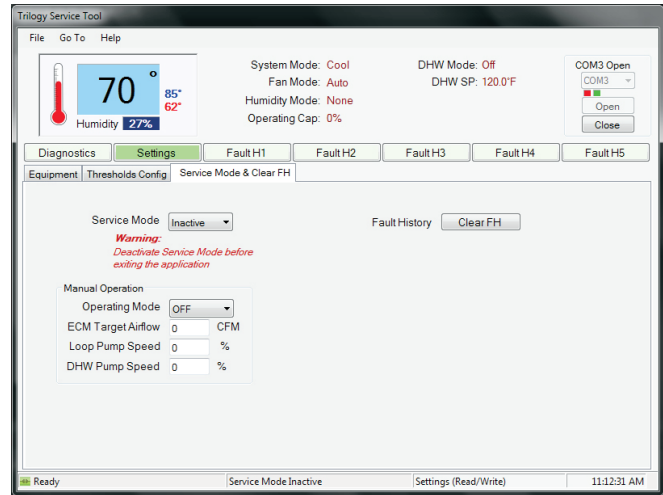 Trilogy Service Tool
File Go To Help
70°
85°
62°
Humidity 27%
System Mode: Cool
Fan Mode: Auto
Humidity Mode: None
Operating Cap: 0%
DHW Mode: Off
DHW SP: 120.0°F
COM3 Open
COM3
Open
Close
Diagnostics Settings Fault H1 Fault H2 Fault H3 Fault H4 Fault H5
Equipment Thresholds Config Service Mode & Clear FH
Service Mode Inactive
Warning:
Deactivate Service Mode before
exiting the application
Fault History Clear FH
Manual Operation
Operating Mode OFF
ECM Target Airflow 0 CFM
Loop Pump Speed 0 %
DHW Pump Speed 0 %
Ready Service Mode Inactive Settings (Read/Write) 11:12:31 AM